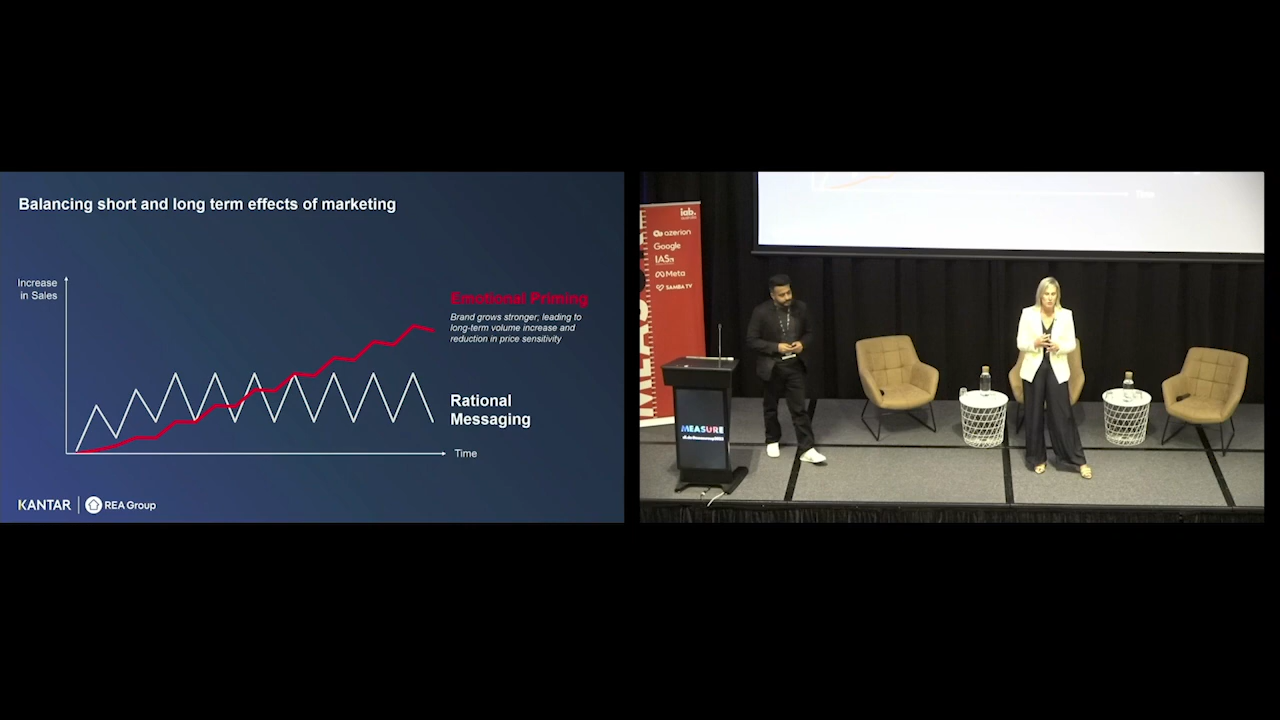 Balancing short and long term effects of marketing
Increase
in Sales
Emotional Priming
Brand grows stronger; leading to
long-term volume increase and
reduction in price sensitivity
Rational
Messaging
Time
KANTAR
REA Group
Time
iab.
azerion
Google
IAS
Meta
SAMBA TV
MEASURE